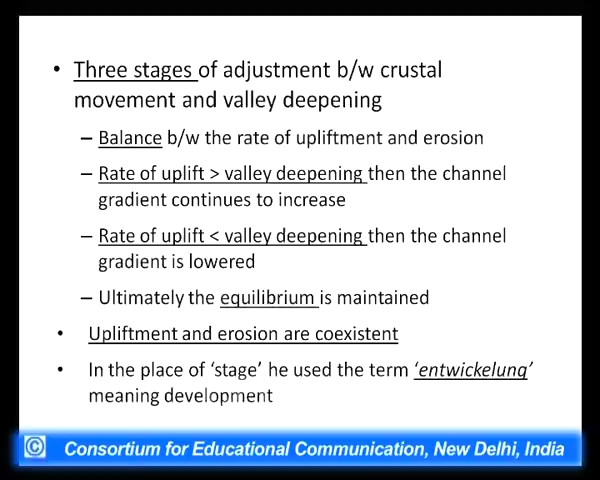 • Three stages of adjustment b/w crustal
movement and valley deepening
– Balance b/w the rate of upliftment and erosion
– Rate of uplift > valley deepening then the channel
gradient continues to increase
– Rate of uplift < valley deepening then the channel
gradient is lowered
– Ultimately the equilibrium is maintained
• Upliftment and erosion are coexistent
• In the place of ‘stage’ he used the term ‘entwickelung’
meaning development
© Consortium for Educational Communication, New Delhi, India